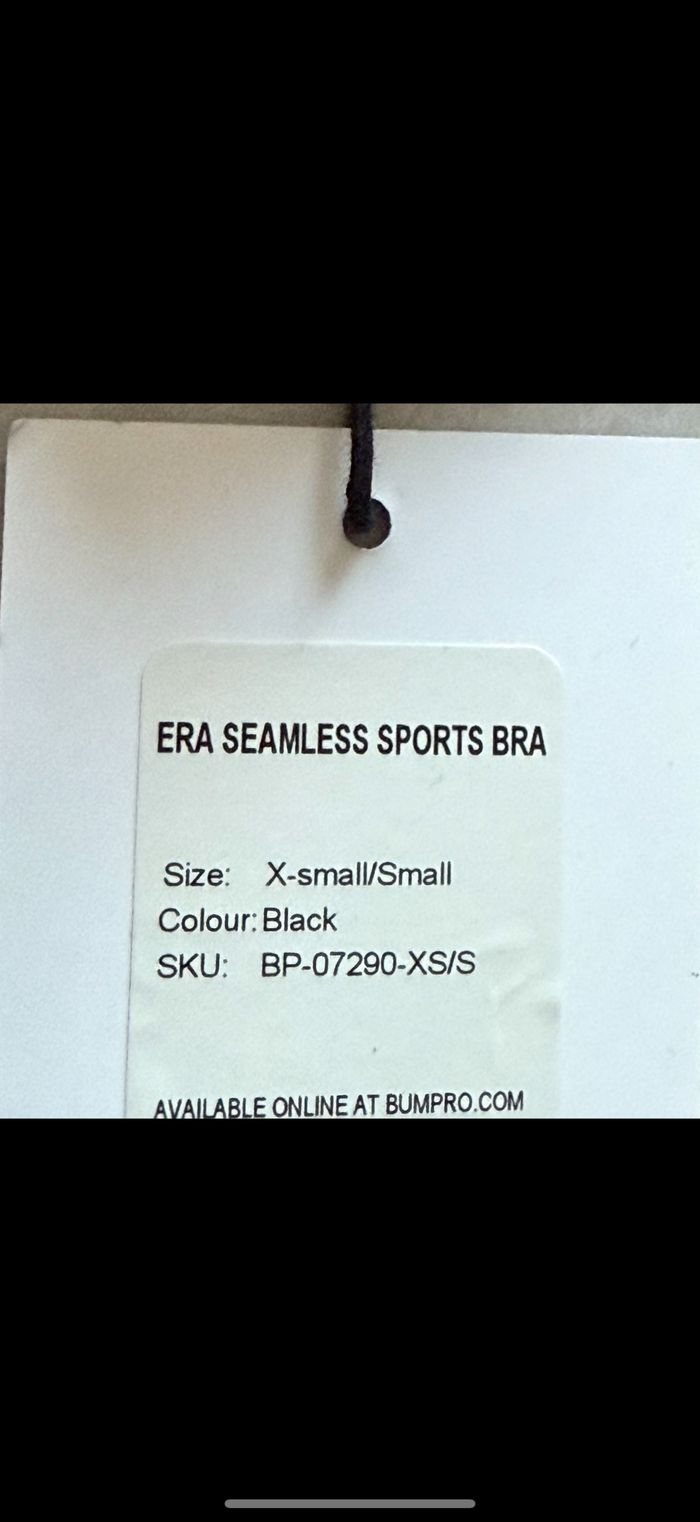 ERA SEAMLESS SPORTS BRA
Size: X-small/Small
Colour: Black
SKU: BP-07290-XS/S
AVAILABLE ONLINE AT BUMPRO.COM